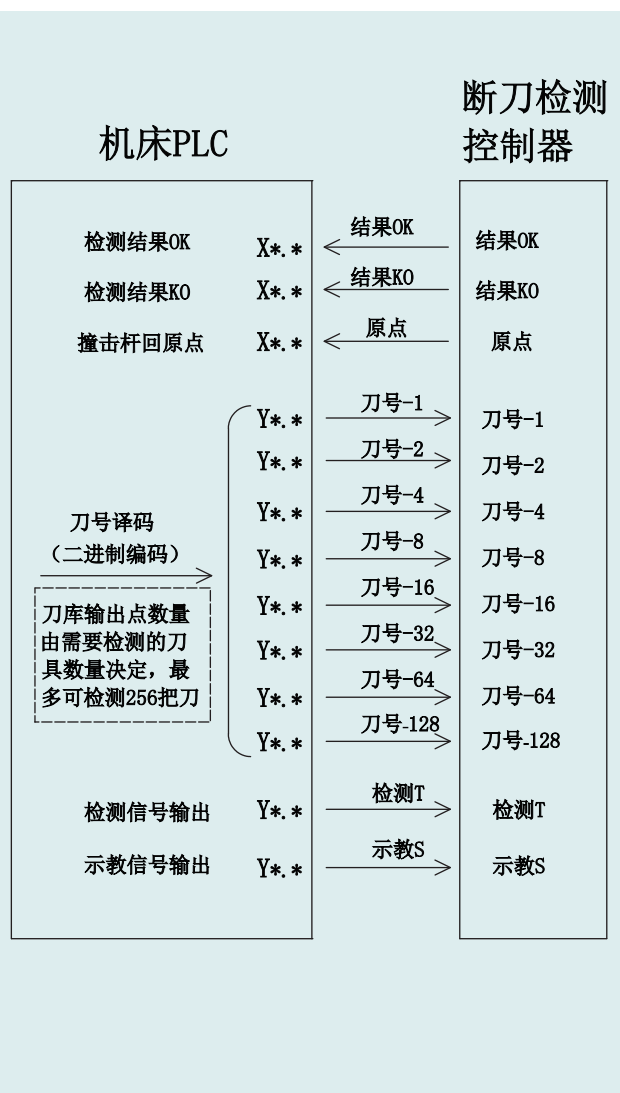 机床PLC
断刀检测
控制器
检测结果OK X*.* 结果OK 结果OK
检测结果KO X*.* 结果KO 结果KO
撞击杆回原点 X*.* 原点 原点
Y*.* 刀号-1 刀号-1
Y*.* 刀号-2 刀号-2
Y*.* 刀号-4 刀号-4
Y*.* 刀号-8 刀号-8
Y*.* 刀号-16 刀号-16
Y*.* 刀号-32 刀号-32
Y*.* 刀号-64 刀号-64
Y*.* 刀号-128 刀号-128
刀号译码
（二进制编码）
刀库输出点数量
由需要检测的刀
具数量决定，最
多可检测256把刀
检测信号输出 Y*.* 检测T 检测T
示教信号输出 Y*.* 示教S 示教S